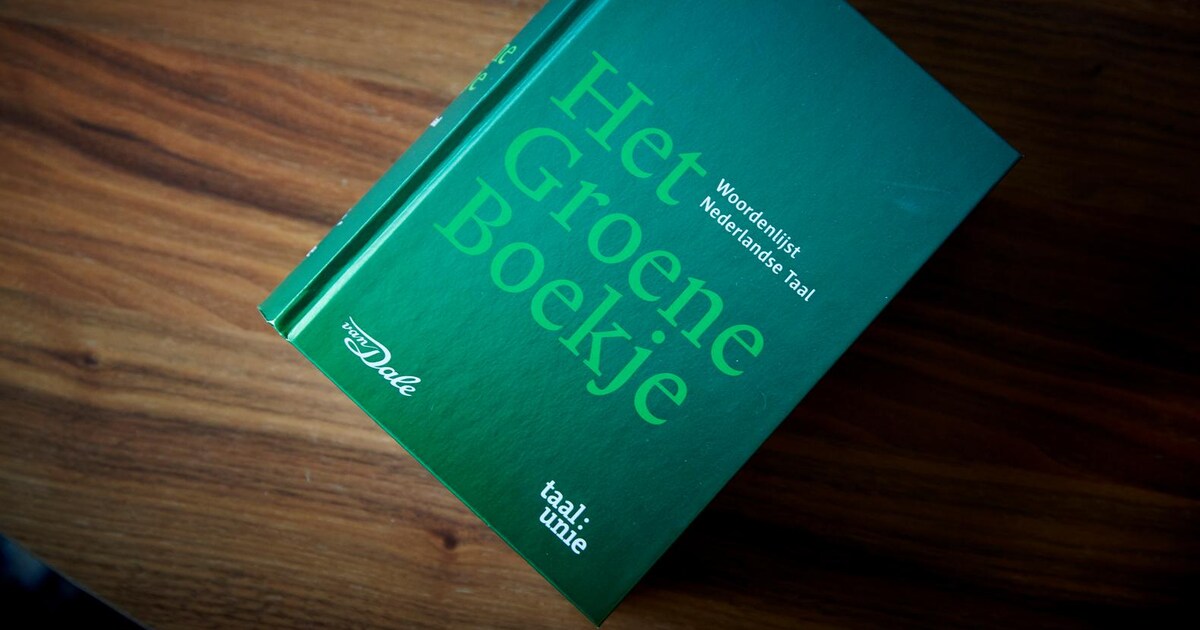 Het
Groene
Boekje
Woordenlijst
Nederlandse Taal
van Dale
taal:
unie